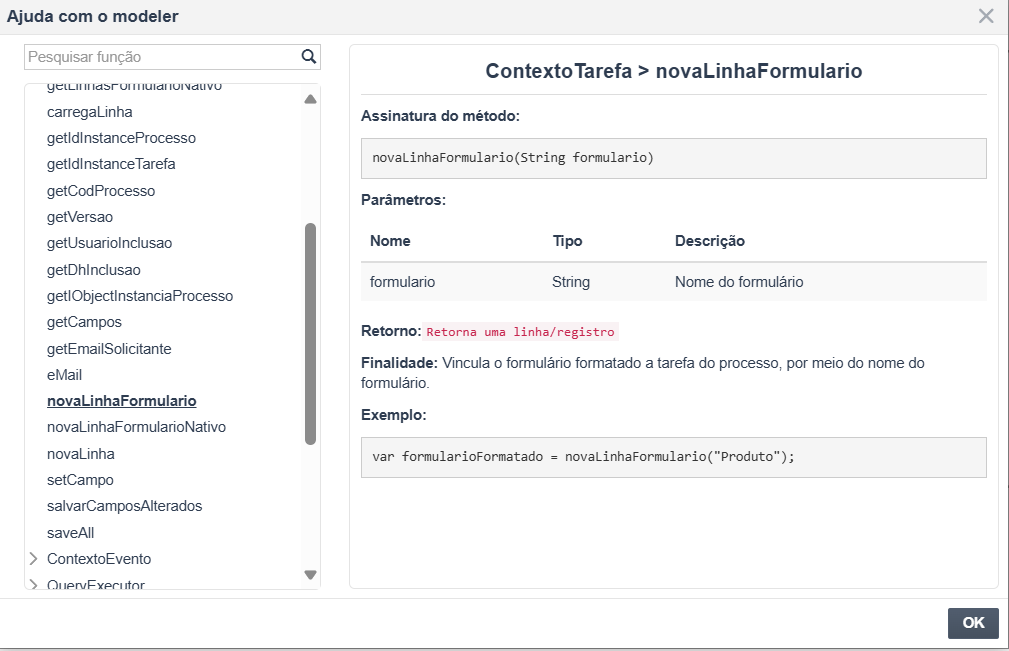 Ajuda com o modeler
Pesquisar função
getLinhasFormularioNativo
carregaLinha
getIdInstanceProcesso
getIdInstanceTarefa
getCodProcesso
getVersao
getUsuarioInclusao
getDhInclusao
getIObjectInstanciaProcesso
getCampos
getEmailSolicitante
eMail
novaLinhaFormulario
novaLinhaFormularioNativo
novaLinha
setCampo
salvarCamposAlterados
saveAll
ContextoEvento
QueryExecutor
ContextoTarefa > novaLinhaFormulario
Assinatura do método:
novaLinhaFormulario(String formulario)
Parâmetros:
Nome Tipo Descrição
formulario String Nome do formulário
Retorno: Retorna uma linha/registro
Finalidade: Vincula o formulário formatado a tarefa do processo, por meio do nome do
formulário.
Exemplo:
var formularioFormatado = novaLinhaFormulario("Produto");
OK